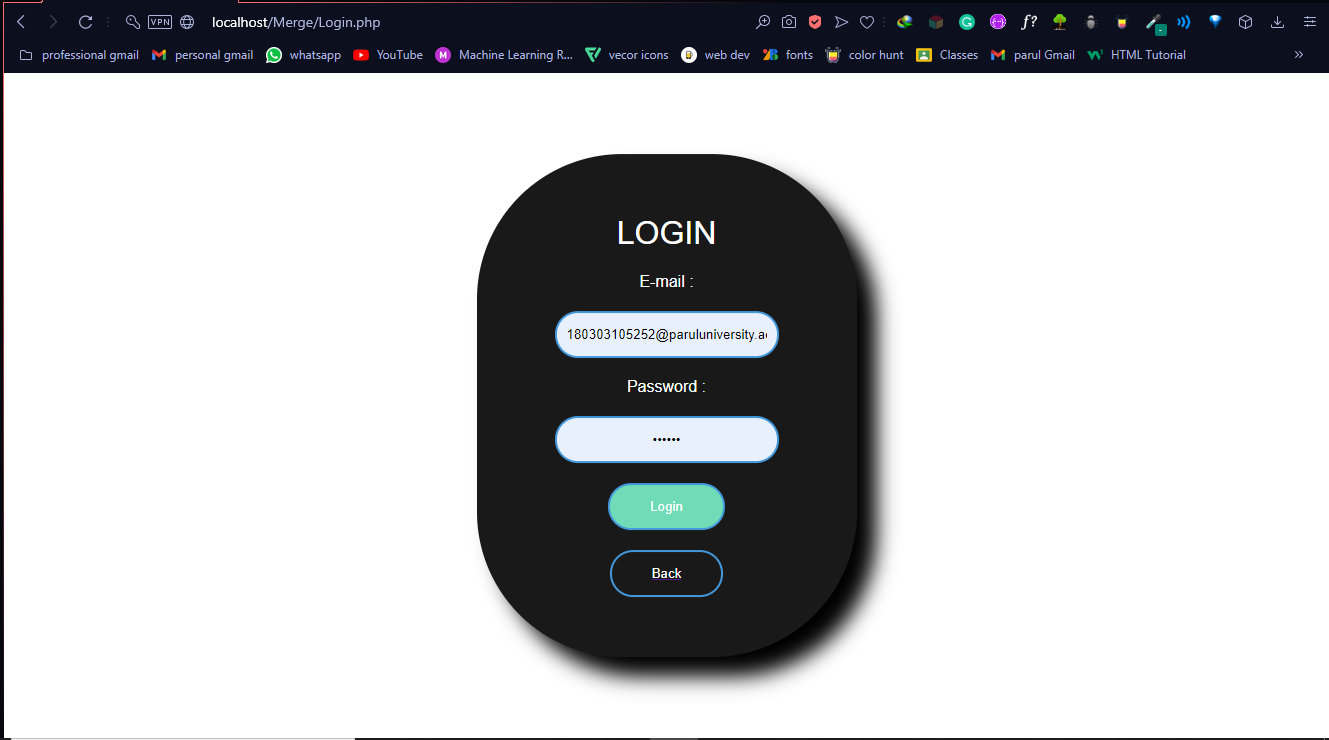 VPN localhost/Merge/Login.php f?
professional gmail personal gmail whatsapp YouTube Machine Learning R... vecor icons web dev fonts color hunt Classes parul Gmail HTML Tutorial »
LOGIN
E-mail :
180303105252@paruluniversity.a
Password :
••••••
Login
Back